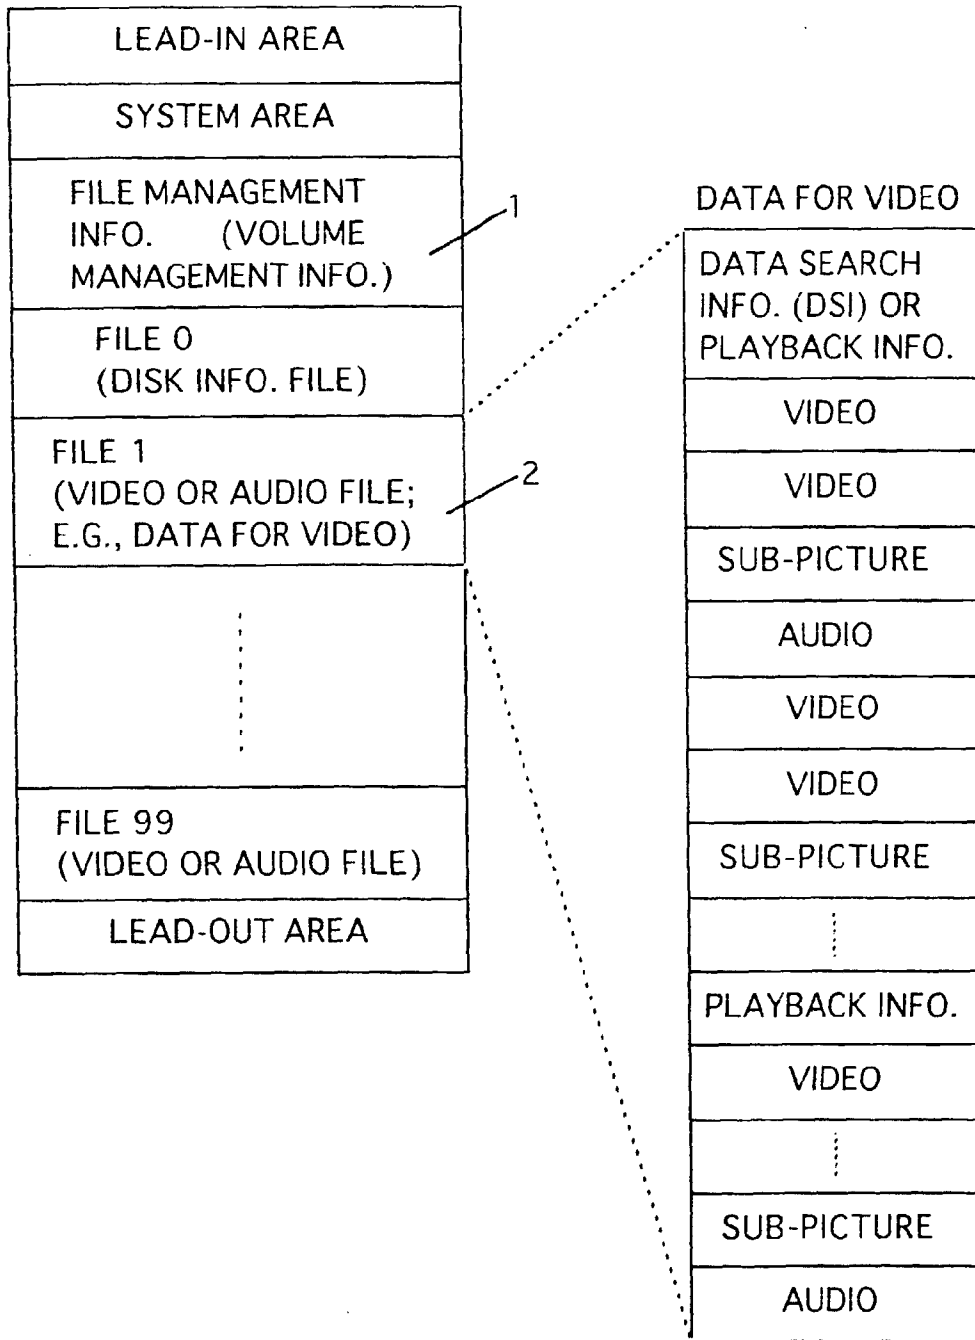 LEAD-IN AREA
SYSTEM AREA
FILE MANAGEMENT
INFO. (VOLUME
MANAGEMENT INFO.)
1
FILE 0
(DISK INFO. FILE)
FILE 1
(VIDEO OR AUDIO FILE;
E.G., DATA FOR VIDEO)
2
FILE 99
(VIDEO OR AUDIO FILE)
LEAD-OUT AREA
DATA FOR VIDEO
DATA SEARCH
INFO. (DSI) OR
PLAYBACK INFO.
VIDEO
VIDEO
SUB-PICTURE
AUDIO
VIDEO
VIDEO
SUB-PICTURE
PLAYBACK INFO.
VIDEO
SUB-PICTURE
AUDIO